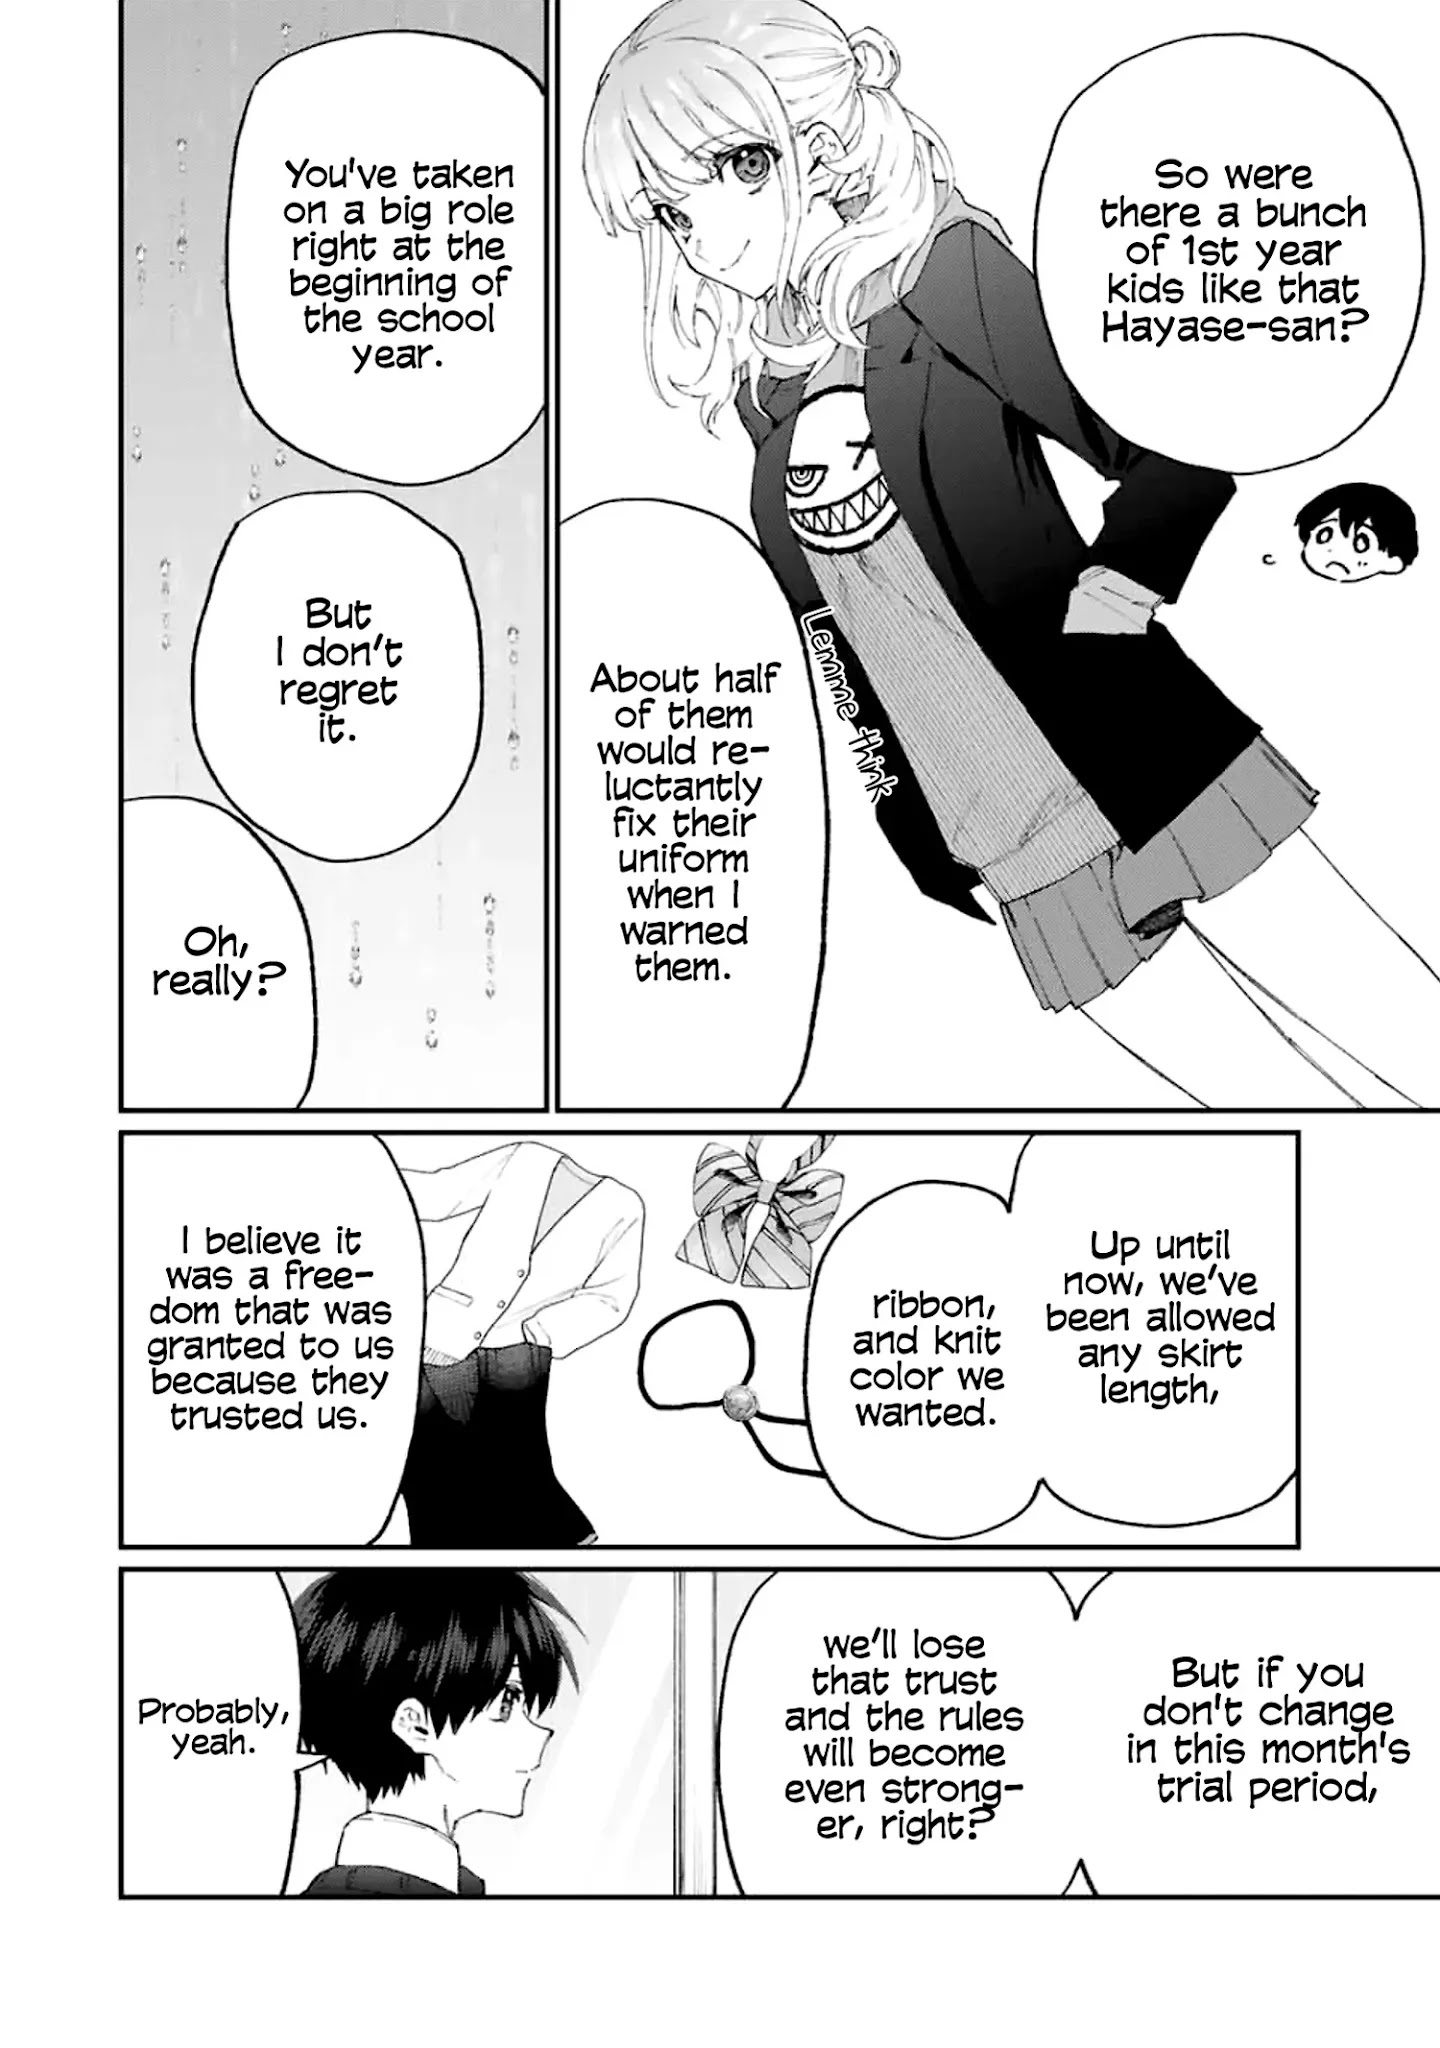 So were
there a bunch
of 1st year
kids like that
Hayase-san?
Lemme think
About half
of them
would re-
luctantly
fix their
uniform
when I
warned
them.
You've taken
on a big role
right at the
beginning of
the school
year.
But
I don't
regret
it.
Oh,
really?
Up until
now, we've
been allowed
any skirt
length,
ribbon,
and knit
color we
wanted.
I believe it
was a free-
dom that was
granted to us
because they
trusted us.
But if you
don't change
in this month's
trial period,
we'll lose
that trust
and the rules
will become
even strong-
er, right?
Probably,
yeah.